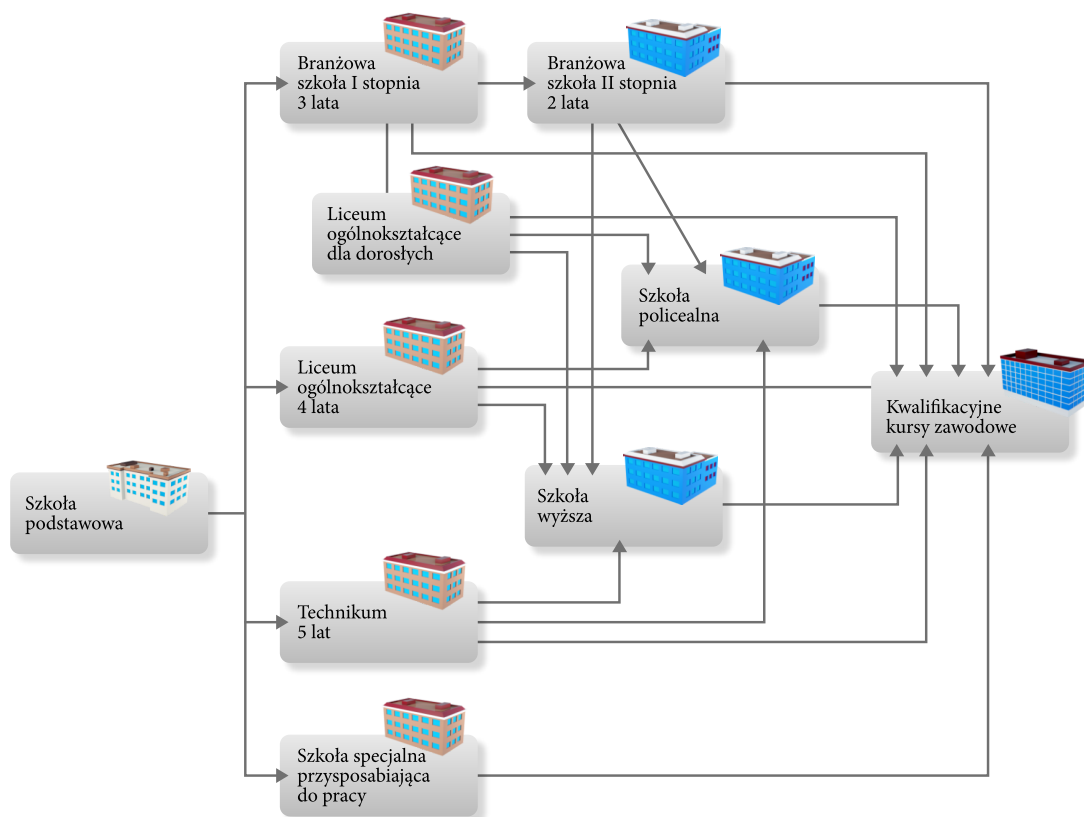 Branżowa
szkoła I stopnia
3 lata
Branżowa
szkoła II stopnia
2 lata
Liceum
ogólnokształcące
dla dorosłych
Szkoła
policealna
Liceum
ogólnokształcące
4 lata
Kwalifikacyjne
kursy zawodowe
Szkoła
podstawowa
Szkoła
wyższa
Technikum
5 lat
Szkoła specjalna
przysposabiająca
do pracy